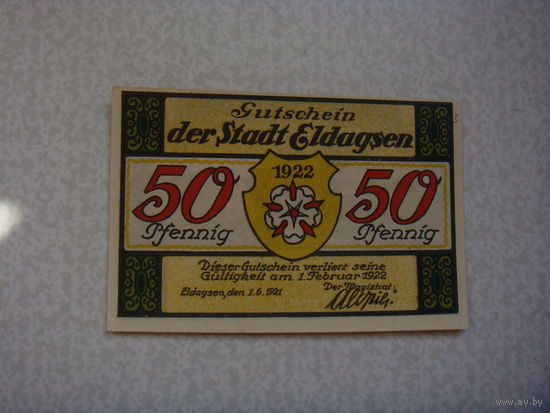 Gutschein
der Stadt Eldagsen
1922
50 Pfennig
50 Pfennig
Dieser Gutschein verliert seine
Gültigkeit am 1. Februar 1922
Eldagsen, den 1.6.1921
Der Magistrat:
www.ay.by